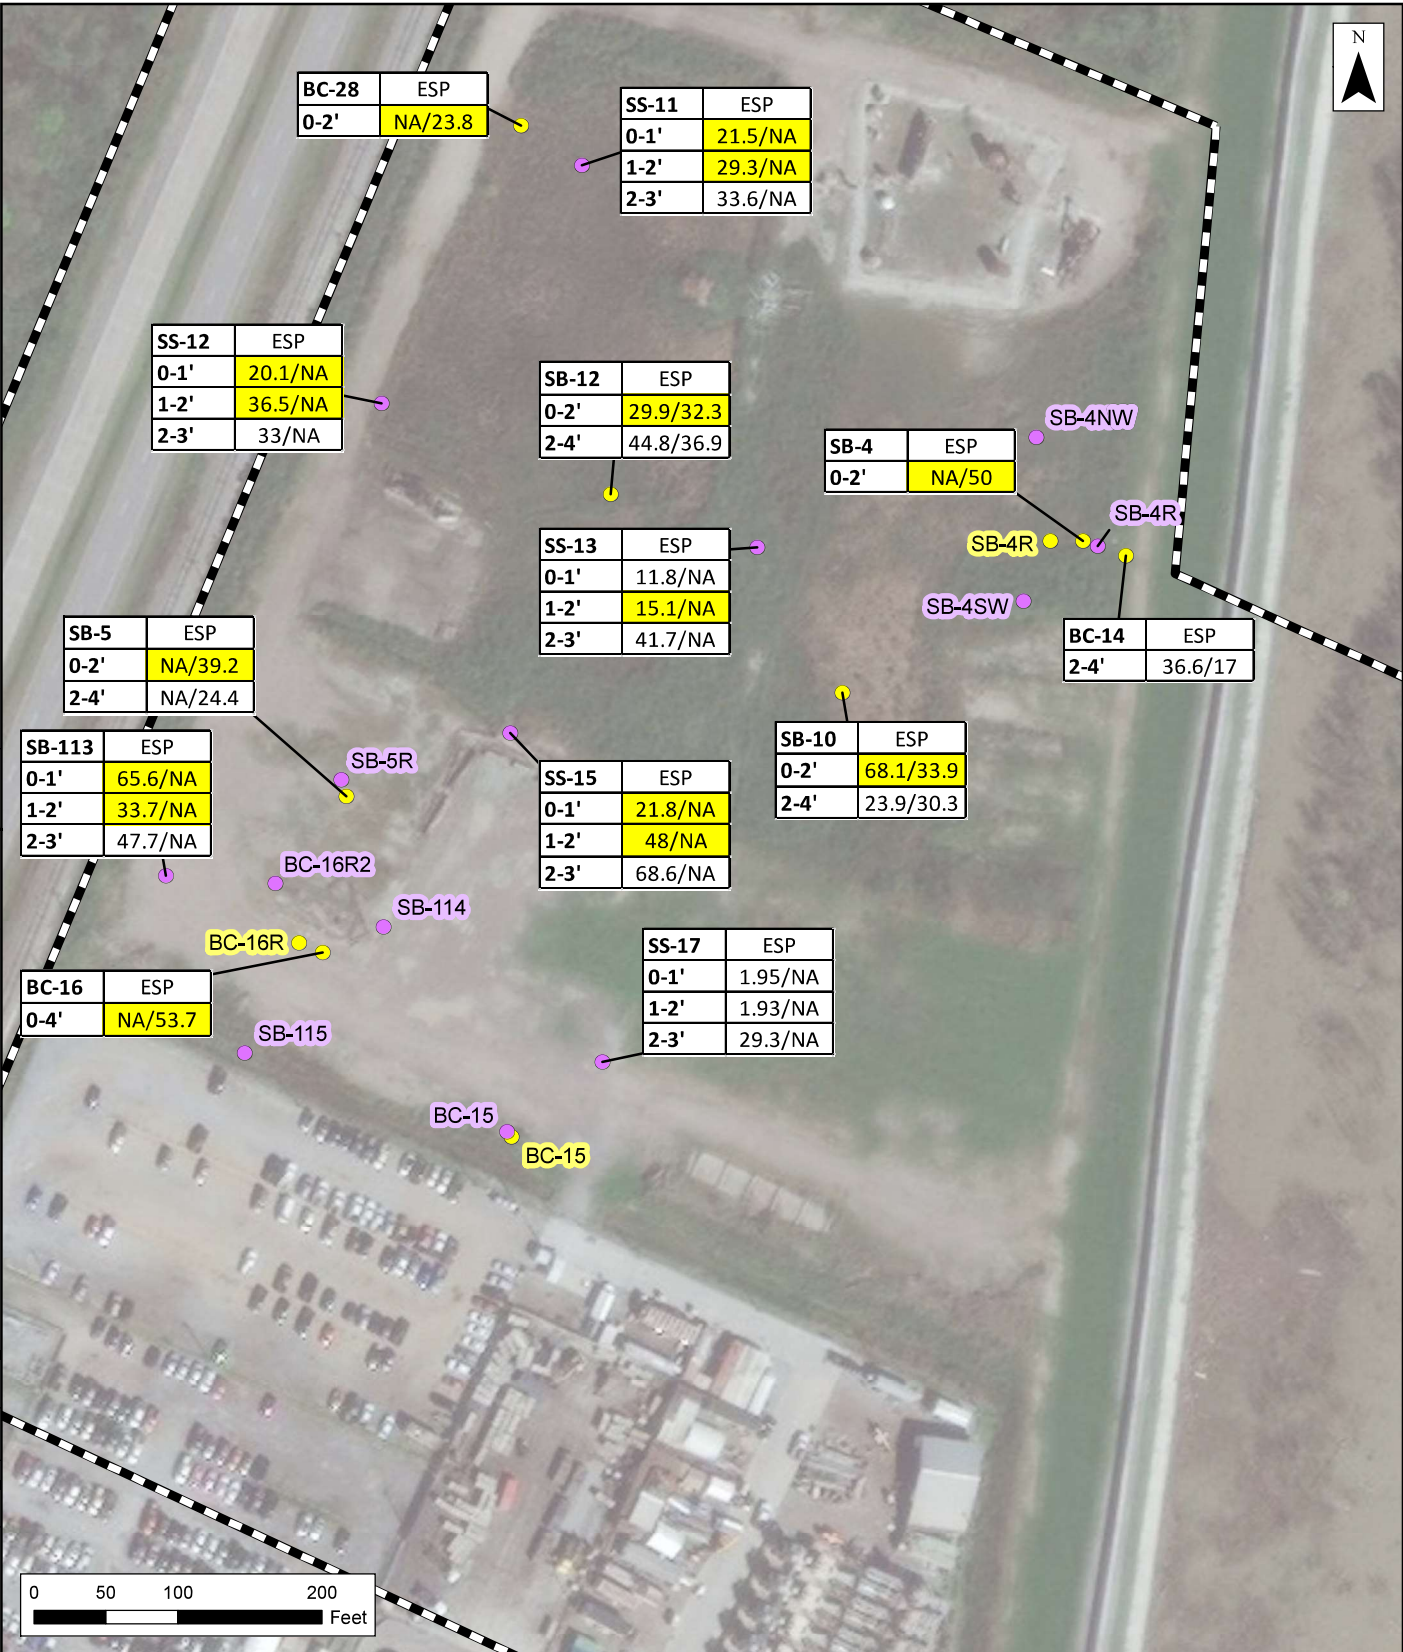 N
BC-28 ESP
0-2' NA/23.8
SS-11 ESP
0-1' 21.5/NA
1-2' 29.3/NA
2-3' 33.6/NA
SS-12 ESP
0-1' 20.1/NA
1-2' 36.5/NA
2-3' 33/NA
SB-12 ESP
0-2' 29.9/32.3
2-4' 44.8/36.9
SB-4NW
SB-4 ESP
0-2' NA/50
SB-4R
SB-4R
SS-13 ESP
0-1' 11.8/NA
1-2' 15.1/NA
2-3' 41.7/NA
SB-4SW
BC-14 ESP
2-4' 36.6/17
SB-5 ESP
0-2' NA/39.2
2-4' NA/24.4
SB-10 ESP
0-2' 68.1/33.9
2-4' 23.9/30.3
SB-113 ESP
0-1' 65.6/NA
1-2' 33.7/NA
2-3' 47.7/NA
SB-5R
SS-15 ESP
0-1' 21.8/NA
1-2' 48/NA
2-3' 68.6/NA
BC-16R2
SB-114
BC-16R
BC-16 ESP
0-4' NA/53.7
SS-17 ESP
0-1' 1.95/NA
1-2' 1.93/NA
2-3' 29.3/NA
SB-115
BC-15
BC-15
0 50 100 200
Feet